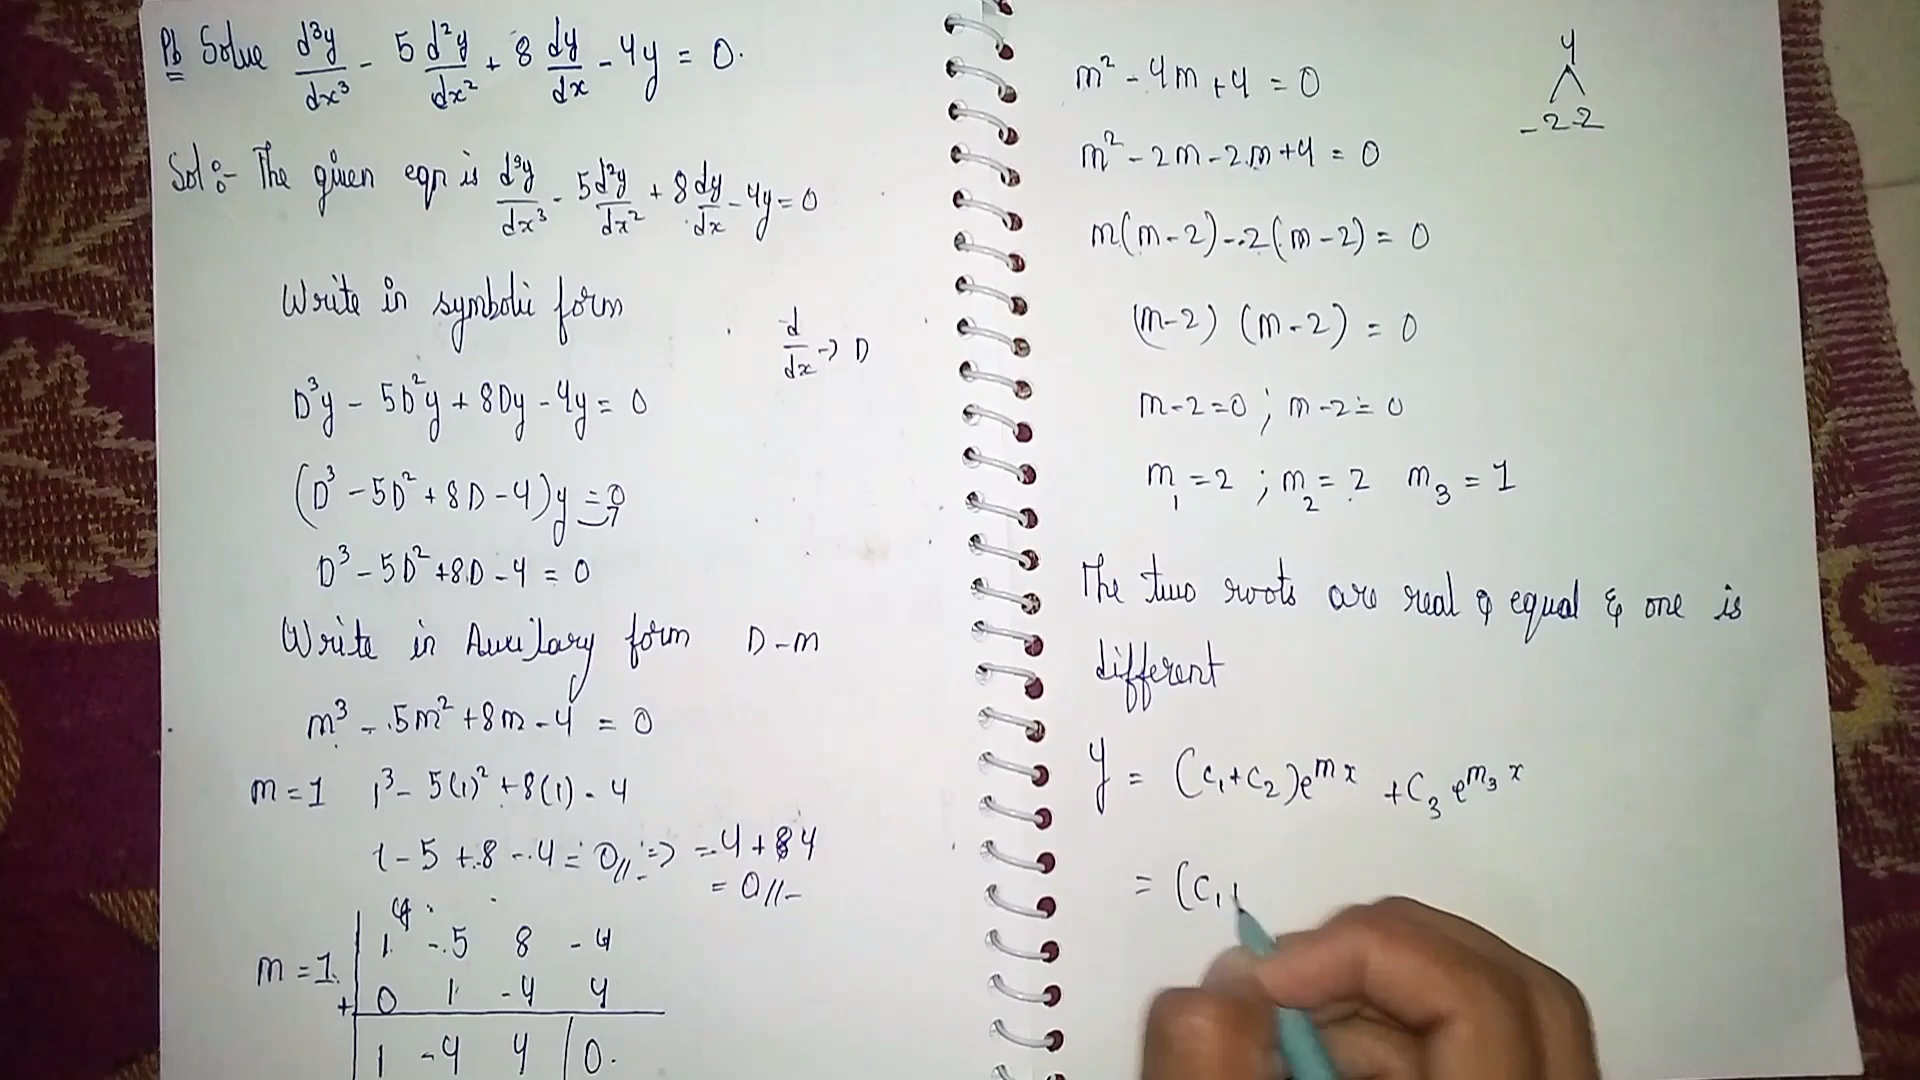 Pb Solve d³y/dx³ - 5 d²y/dx² + 8 dy/dx - 4y = 0.
Sol:- The given eqn is d³y/dx³ - 5 d²y/dx² + 8 dy/dx - 4y = 0
Write in symbolic form
d/dx → D
D³y - 5D²y + 8Dy - 4y = 0
(D³ - 5D² + 8D - 4)y = 0
D³ - 5D² + 8D - 4 = 0
Write in Auxilary form D - m
m³ - 5m² + 8m - 4 = 0
m = 1 1³ - 5(1)² + 8(1) - 4
1 - 5 + 8 - 4 = 0// => = -4 + 84
= 0//-
m = 1 | 1 -5 8 -4
+ 0 1 -4 4
1 -4 4 | 0.
m² - 4m + 4 = 0
4
-2 -2
m² - 2m - 2m + 4 = 0
m(m - 2) - 2(m - 2) = 0
(m - 2) (m - 2) = 0
m - 2 = 0 ; m - 2 = 0
m₁ = 2 ; m₂ = 2 m₃ = 1
The two roots are real & equal & one is
different
y = (c₁ + c₂)e^mx + C₃ e^m₃x
= (C₁